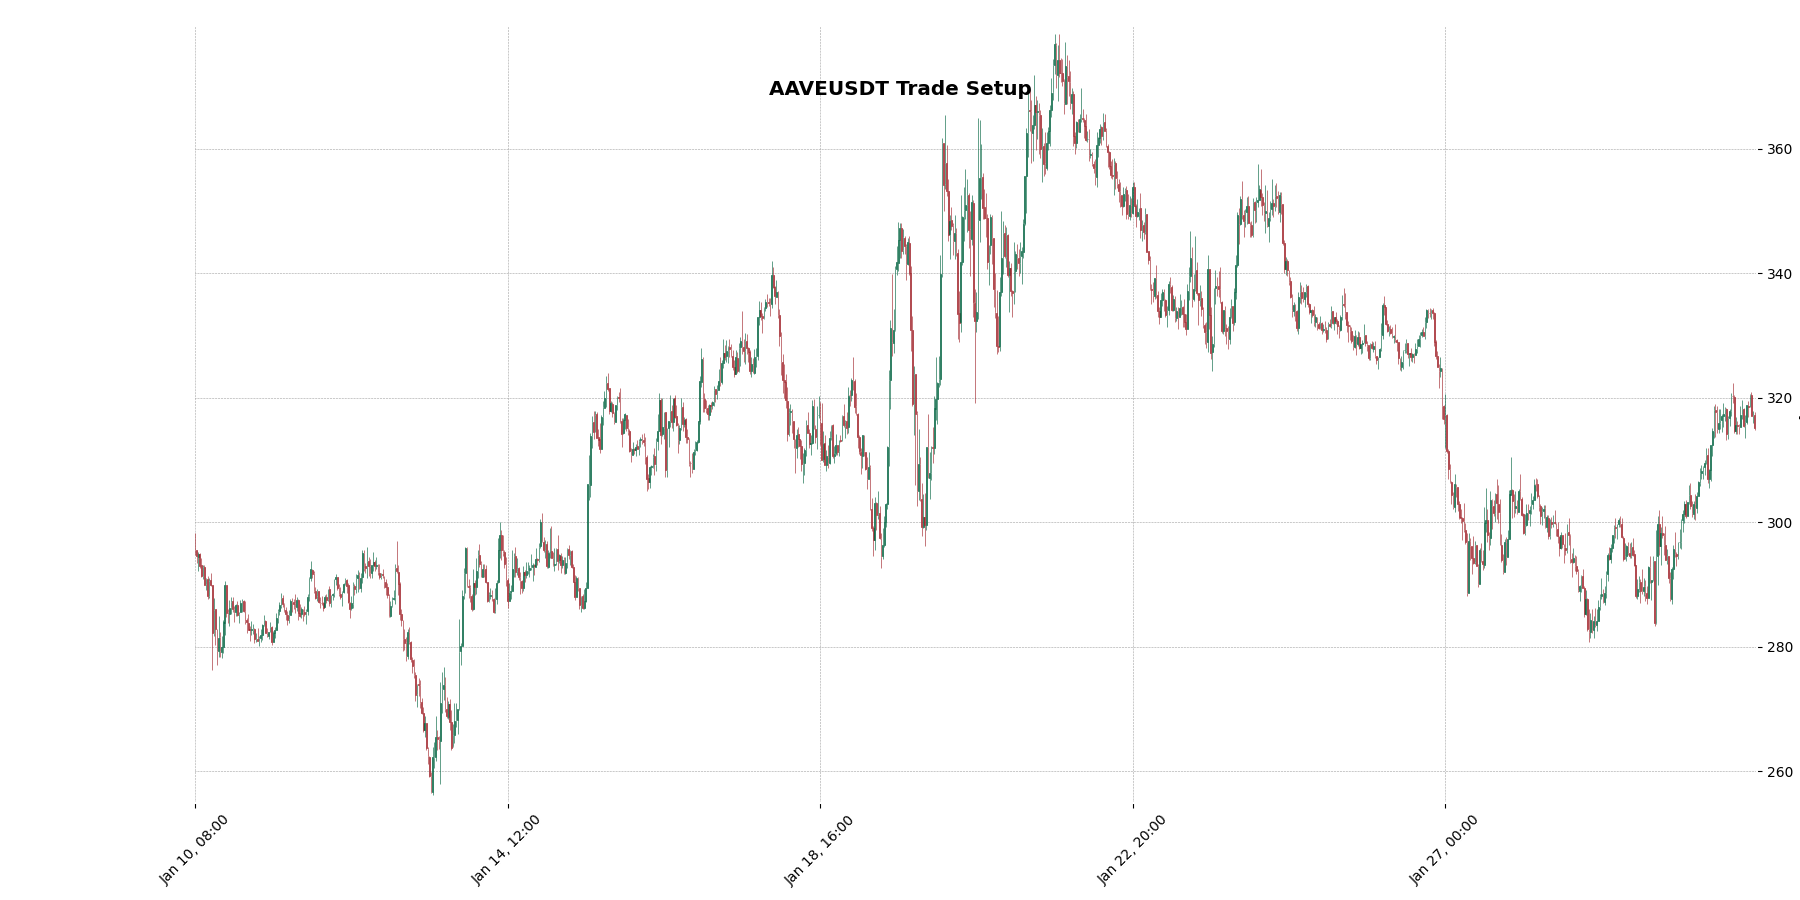 AAVEUSDT Trade Setup
360
340
320
300
280
260
Jan 10, 08:00
Jan 14, 12:00
Jan 18, 16:00
Jan 22, 20:00
Jan 27, 00:00